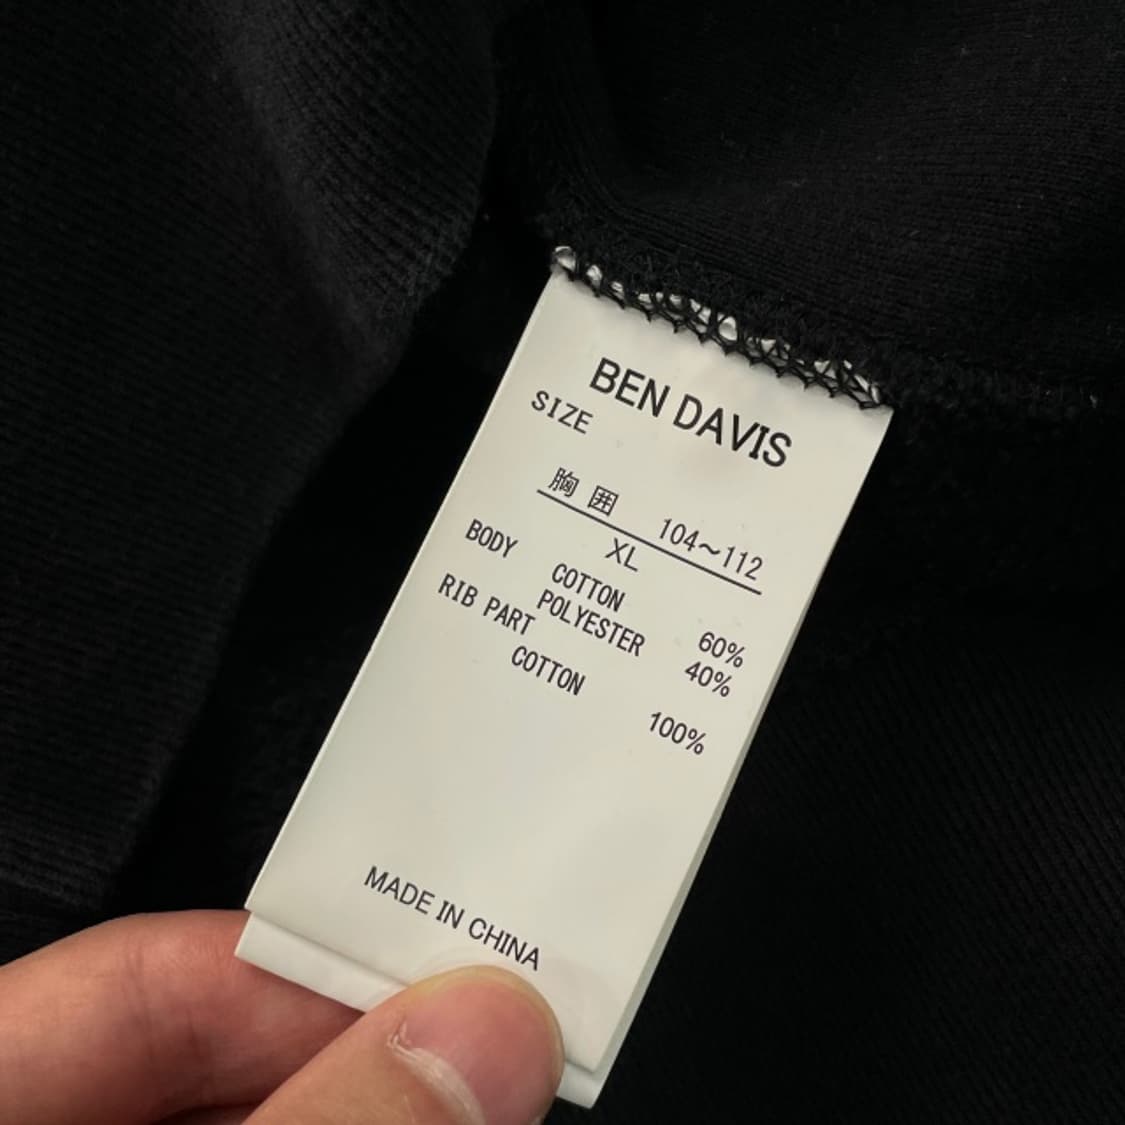 BEN DAVIS
SIZE
胸囲 104〜112
XL
BODY
COTTON 60%
POLYESTER 40%
RIB PART
COTTON 100%
MADE IN CHINA